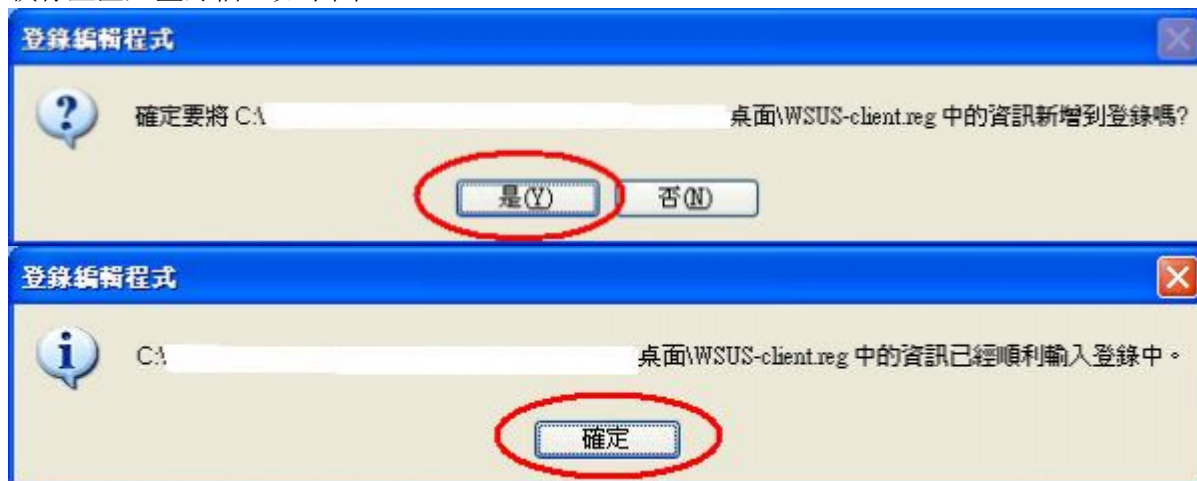 登錄編輯程式
確定要將 C:\ 桌面\WSUS-client.reg 中的資訊新增到登錄嗎?
是(Y) 否(N)
登錄編輯程式
C:\ 桌面\WSUS-client.reg 中的資訊已經順利輸入登錄中。
確定